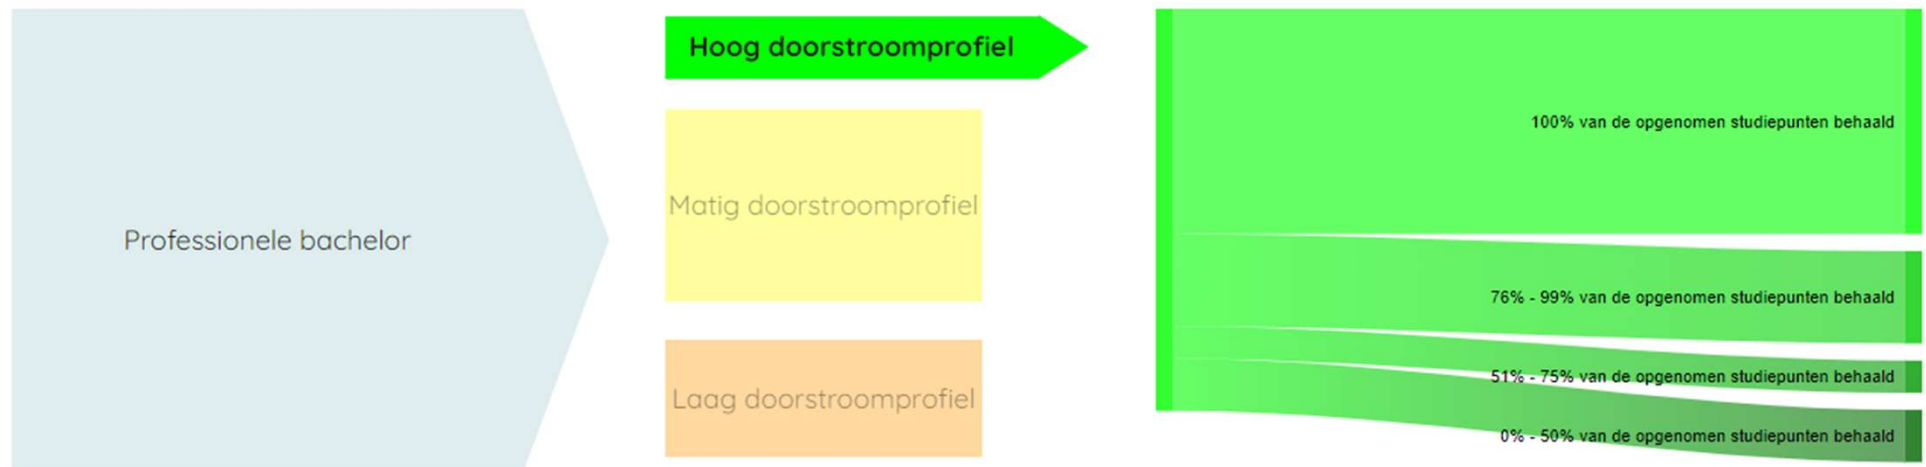 Professionele bachelor
Hoog doorstroomprofiel
Matig doorstroomprofiel
Laag doorstroomprofiel
100% van de opgenomen studiepunten behaald
76% - 99% van de opgenomen studiepunten behaald
51% - 75% van de opgenomen studiepunten behaald
0% - 50% van de opgenomen studiepunten behaald